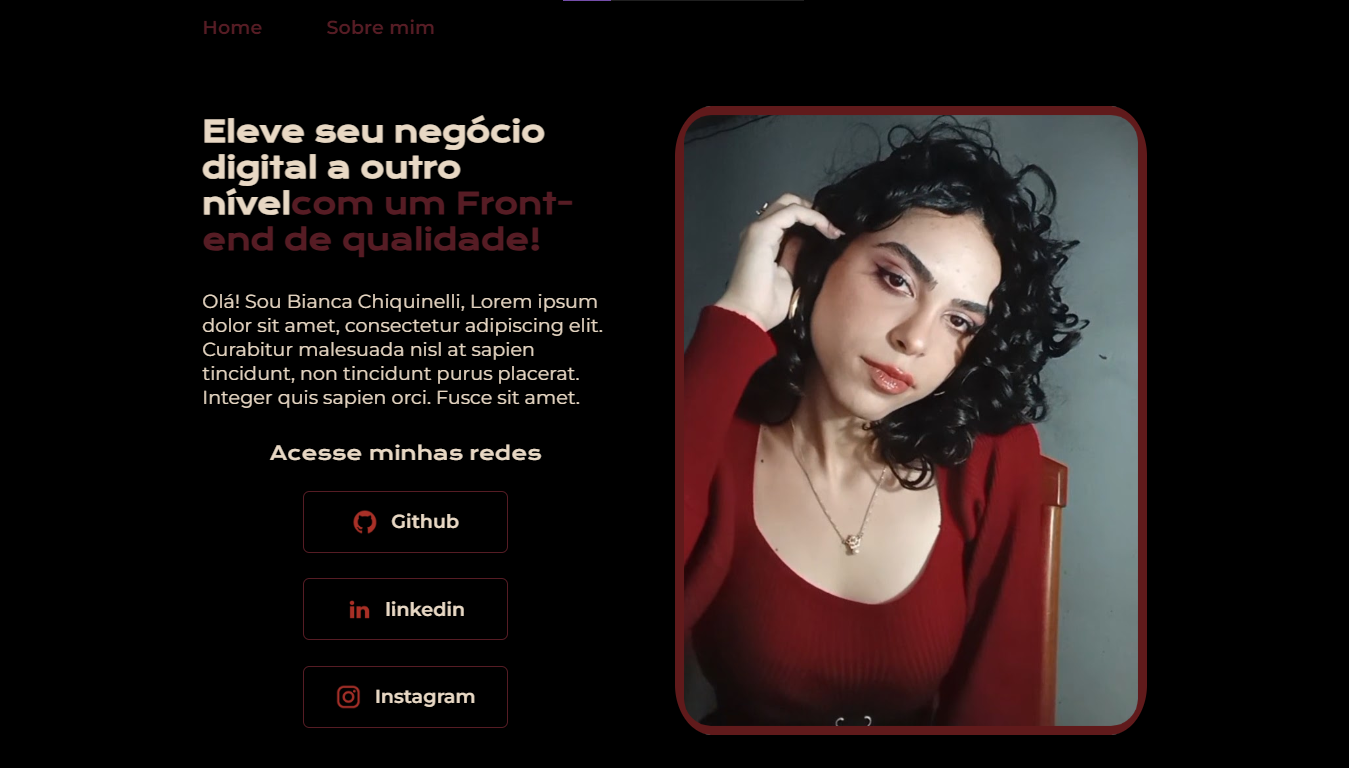 Home
Sobre mim
Eleve seu negócio
digital a outro
nívelcom um Front-
end de qualidade!
Olá! Sou Bianca Chiquinelli, Lorem ipsum
dolor sit amet, consectetur adipiscing elit.
Curabitur malesuada nisl at sapien
tincidunt, non tincidunt purus placerat.
Integer quis sapien orci. Fusce sit amet.
Acesse minhas redes
Github
linkedin
Instagram